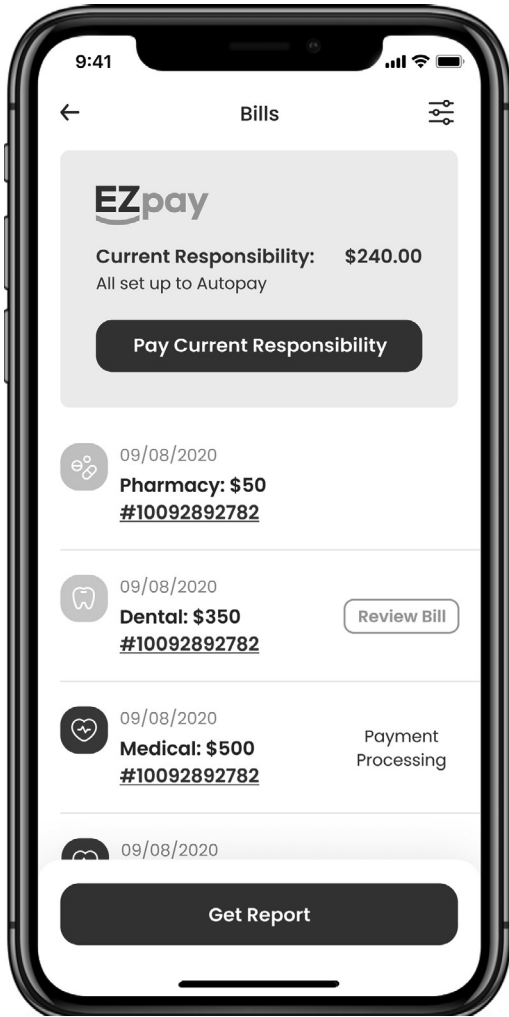 9:41
Bills
EZpay
Current Responsibility: $240.00
All set up to Autopay
Pay Current Responsibility
09/08/2020
Pharmacy: $50
#10092892782
09/08/2020
Dental: $350
#10092892782
Review Bill
09/08/2020
Medical: $500
#10092892782
Payment
Processing
09/08/2020
Get Report